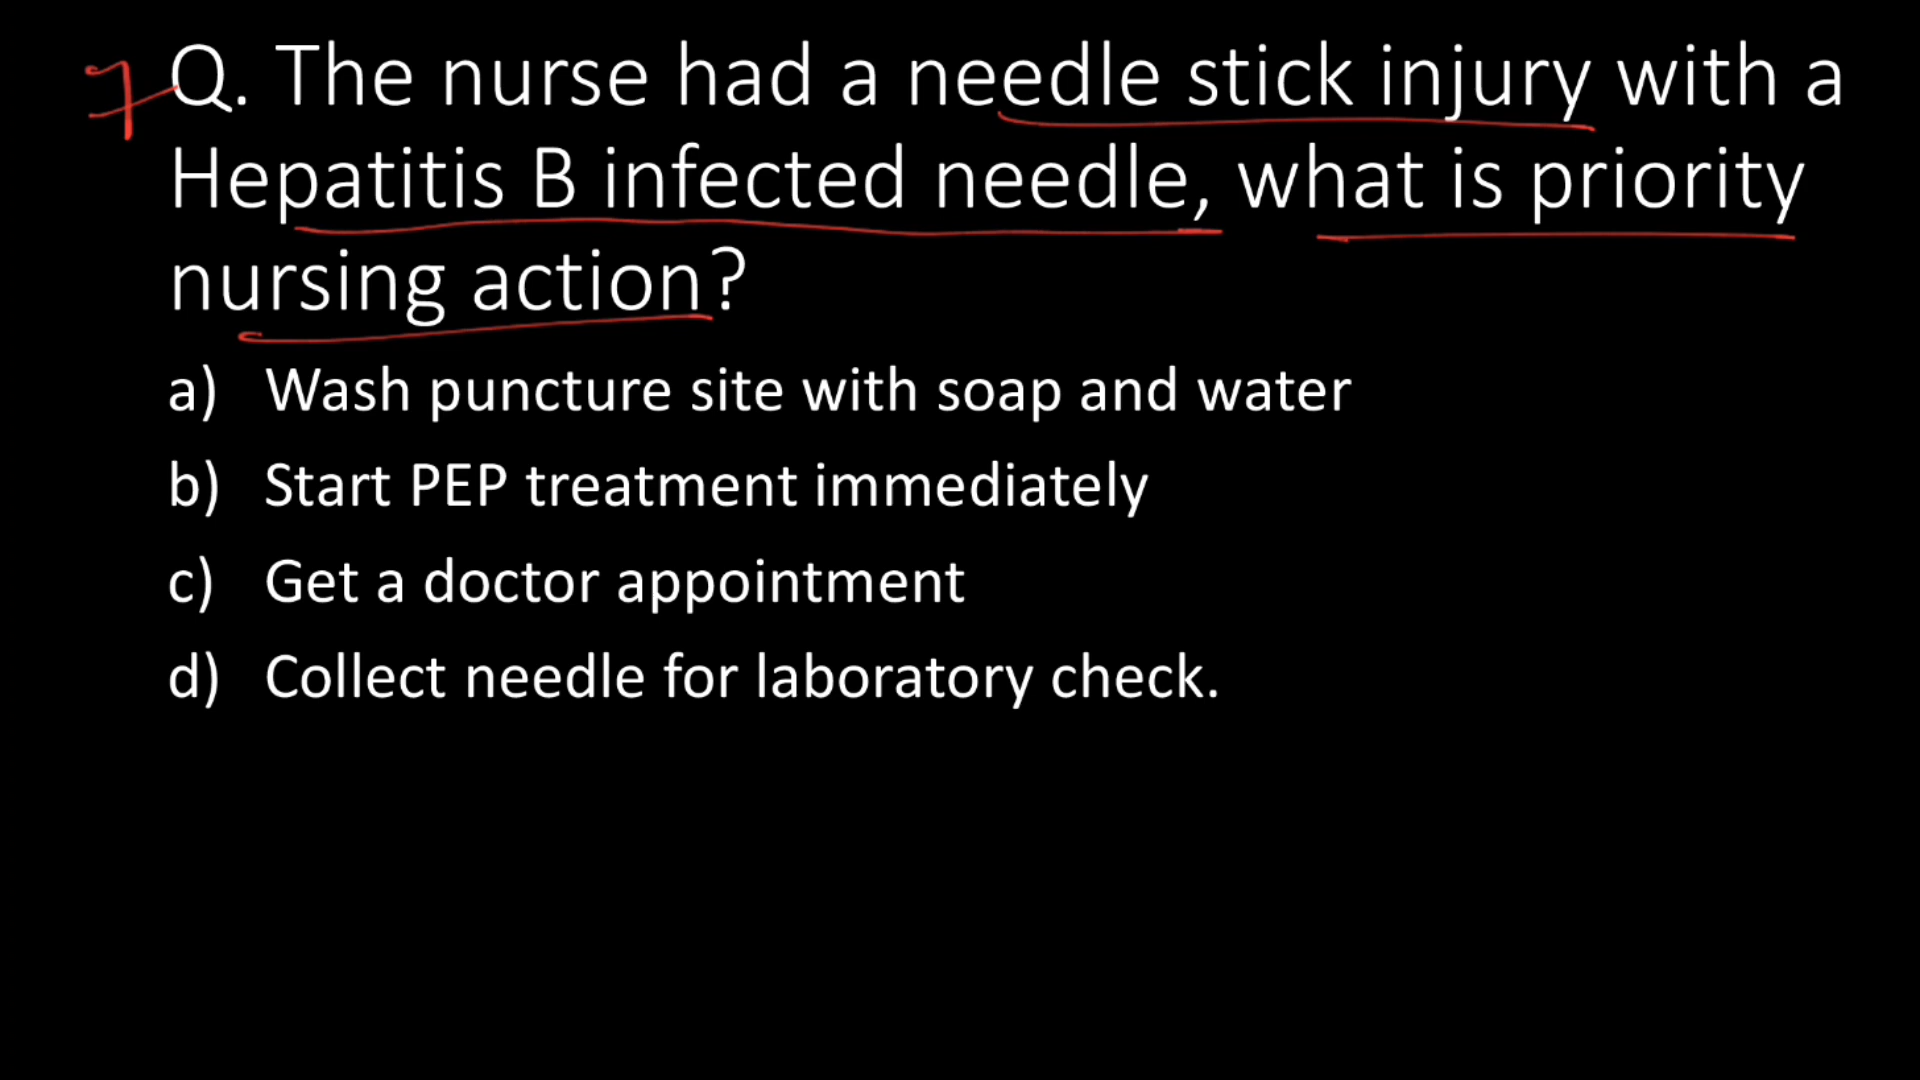 7 Q. The nurse had a needle stick injury with a
Hepatitis B infected needle, what is priority
nursing action?
a) Wash puncture site with soap and water
b) Start PEP treatment immediately
c) Get a doctor appointment
d) Collect needle for laboratory check.